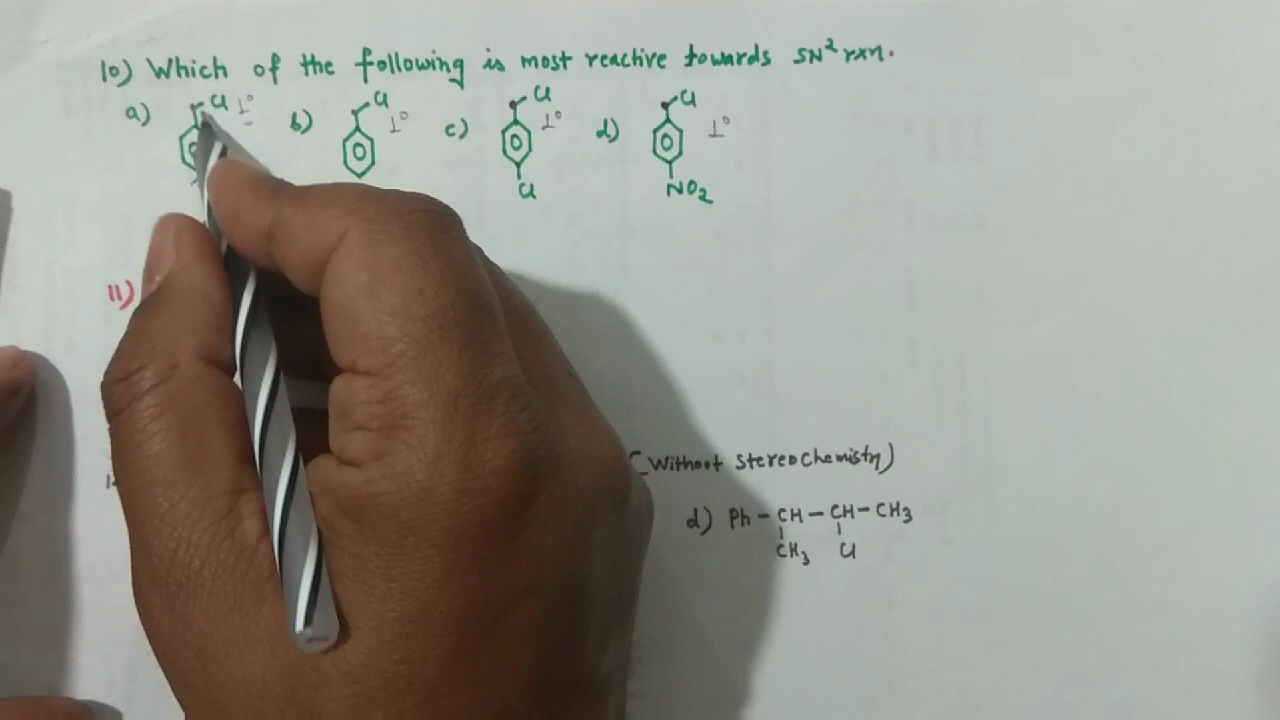 10) Which of the following is most reactive towards SN² rxn.
a) Cl 1° b) Cl 1° c) Cl 1° Cl d) Cl 1° NO₂
11)
(Without stereochemistry)
d) Ph - CH - CH - CH₃
CH₃ Cl